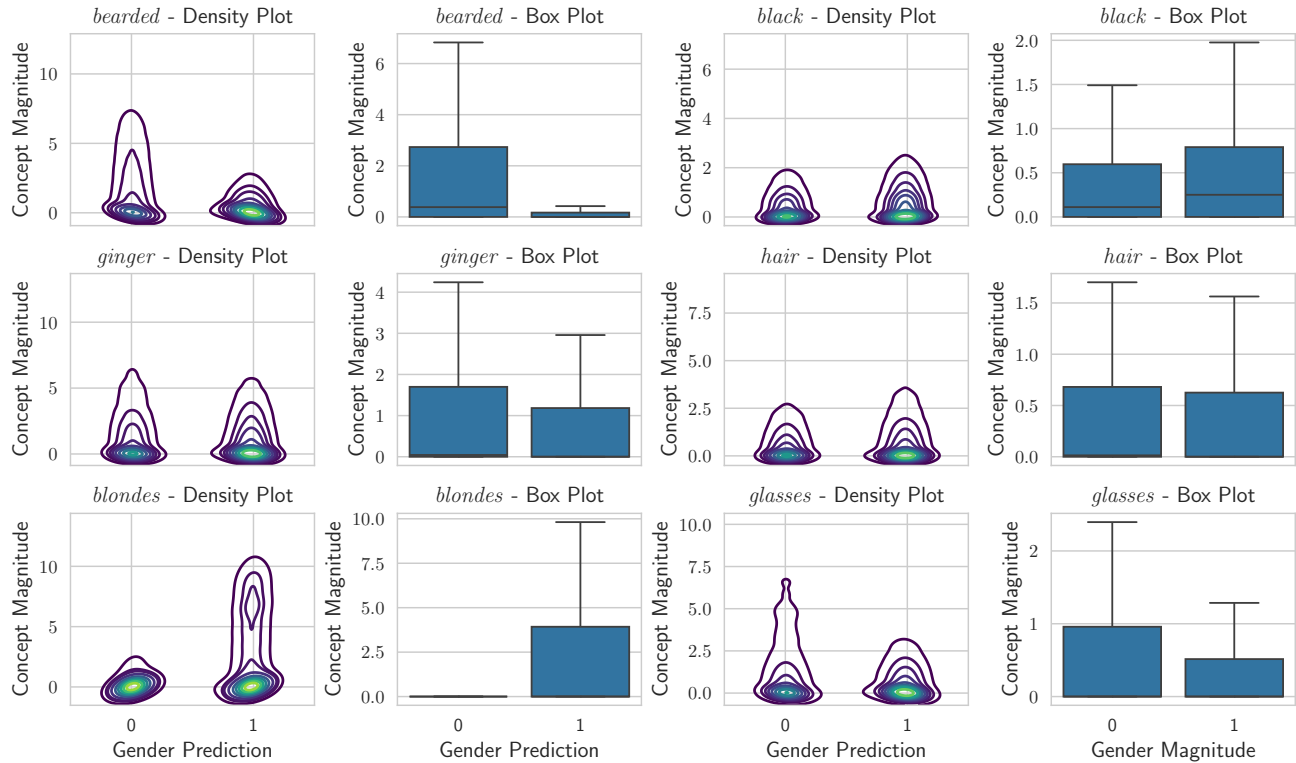 bearded - Density Plot
bearded - Box Plot
black - Density Plot
black - Box Plot
Concept Magnitude
10
5
0
Concept Magnitude
6
4
2
0
Concept Magnitude
6
4
2
0
Concept Magnitude
2.0
1.5
1.0
0.5
0.0
ginger - Density Plot
ginger - Box Plot
hair - Density Plot
hair - Box Plot
Concept Magnitude
10
5
0
Concept Magnitude
4
3
2
1
0
Concept Magnitude
7.5
5.0
2.5
0.0
Concept Magnitude
1.5
1.0
0.5
0.0
blondes - Density Plot
blondes - Box Plot
glasses - Density Plot
glasses - Box Plot
Concept Magnitude
10
5
0
Concept Magnitude
10.0
7.5
5.0
2.5
0.0
Concept Magnitude
10.0
7.5
5.0
2.5
0.0
Concept Magnitude
2
1
0
0 1
0 1
0 1
0 1
Gender Prediction
Gender Prediction
Gender Prediction
Gender Magnitude